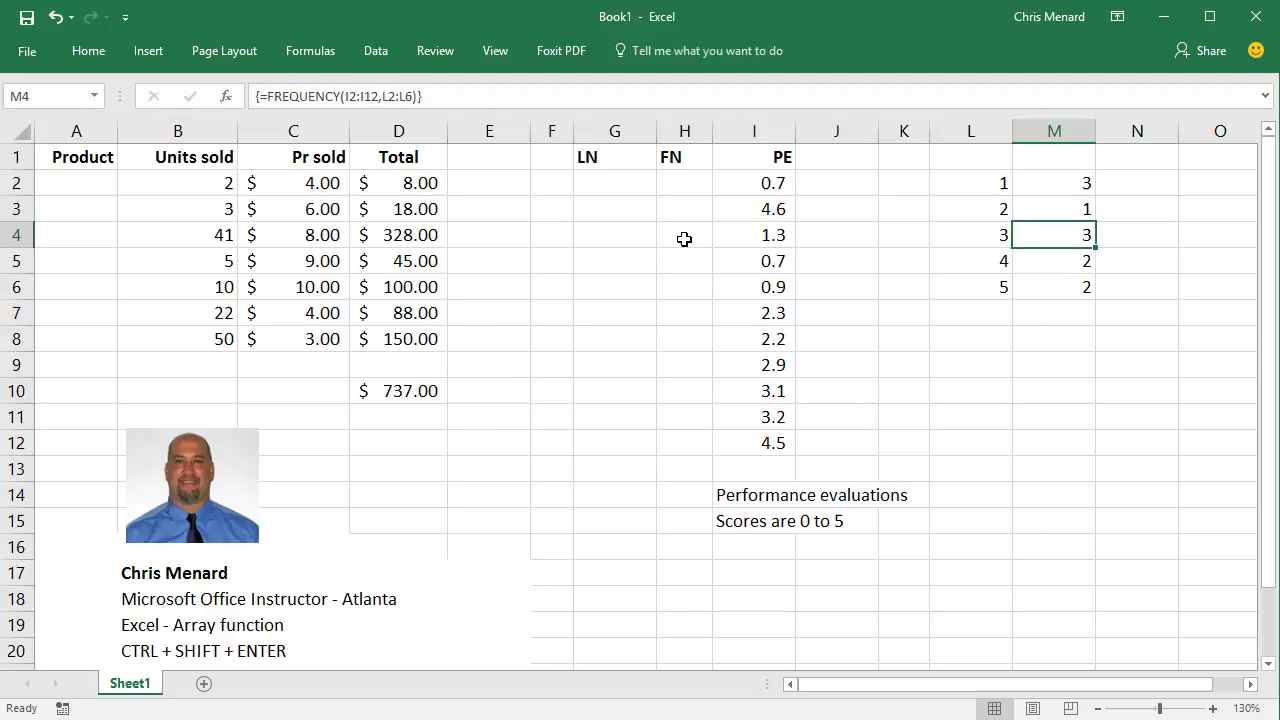 Book1 - Excel
Chris Menard
File Home Insert Page Layout Formulas Data Review View Foxit PDF Tell me what you want to do Share
M4 fx {=FREQUENCY(I2:I12,L2:L6)}
A B C D E F G H I J K L M N O
1 Product Units sold Pr sold Total LN FN PE
2 2 $ 4.00 $ 8.00 0.7 1 3
3 3 $ 6.00 $ 18.00 4.6 2 1
4 41 $ 8.00 $ 328.00 1.3 3 3
5 5 $ 9.00 $ 45.00 0.7 4 2
6 10 $ 10.00 $ 100.00 0.9 5 2
7 22 $ 4.00 $ 88.00 2.3
8 50 $ 3.00 $ 150.00 2.2
9 2.9
10 $ 737.00 3.1
11 3.2
12 4.5
13
14 Performance evaluations
15 Scores are 0 to 5
16
17 Chris Menard
18 Microsoft Office Instructor - Atlanta
19 Excel - Array function
20 CTRL + SHIFT + ENTER
Sheet1
Ready 130%